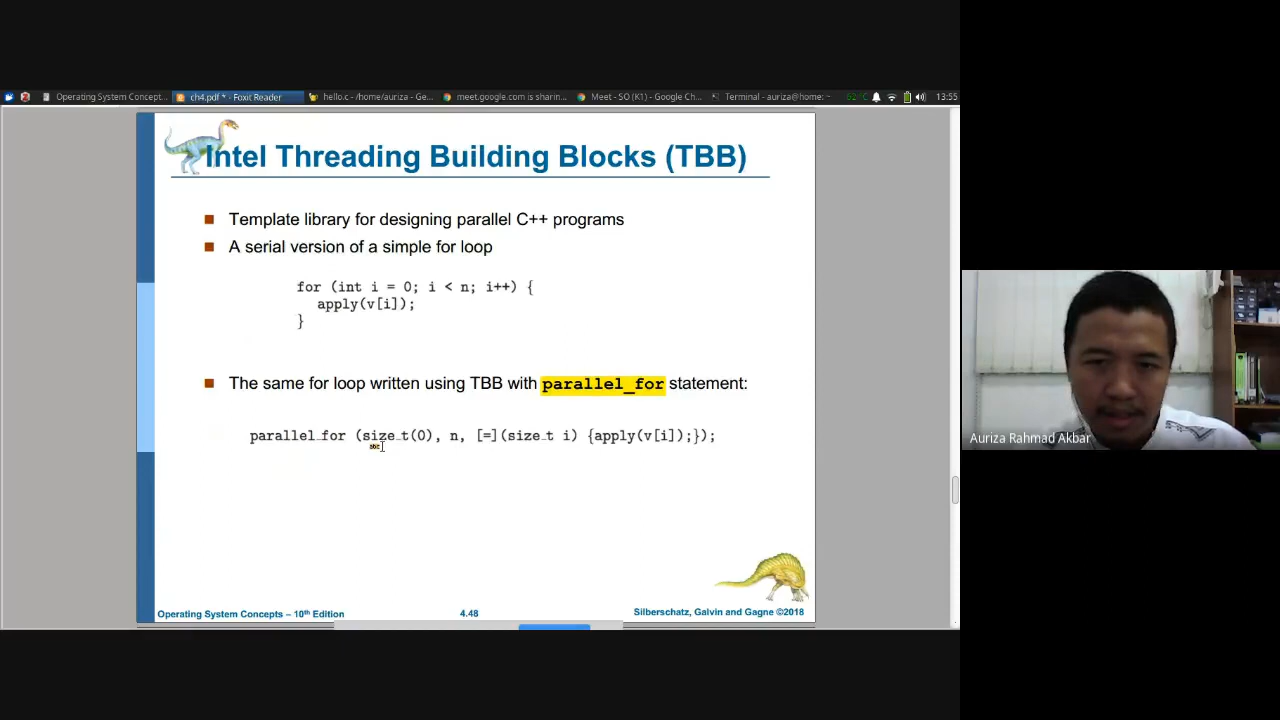 Operating System Concept... ch4.pdf * - Foxit Reader hello.c - /home/auriza - Ge... meet.google.com is sharin... Meet - SO (K1) - Google Ch... Terminal - auriza@home: ~ 13:55
Intel Threading Building Blocks (TBB)
Template library for designing parallel C++ programs
A serial version of a simple for loop
for (int i = 0; i < n; i++) {
apply(v[i]);
}
The same for loop written using TBB with parallel_for statement:
parallel_for (size_t(0), n, [=](size_t i) {apply(v[i]);});
Auriza Rahmad Akbar
Operating System Concepts – 10th Edition 4.48 Silberschatz, Galvin and Gagne ©2018